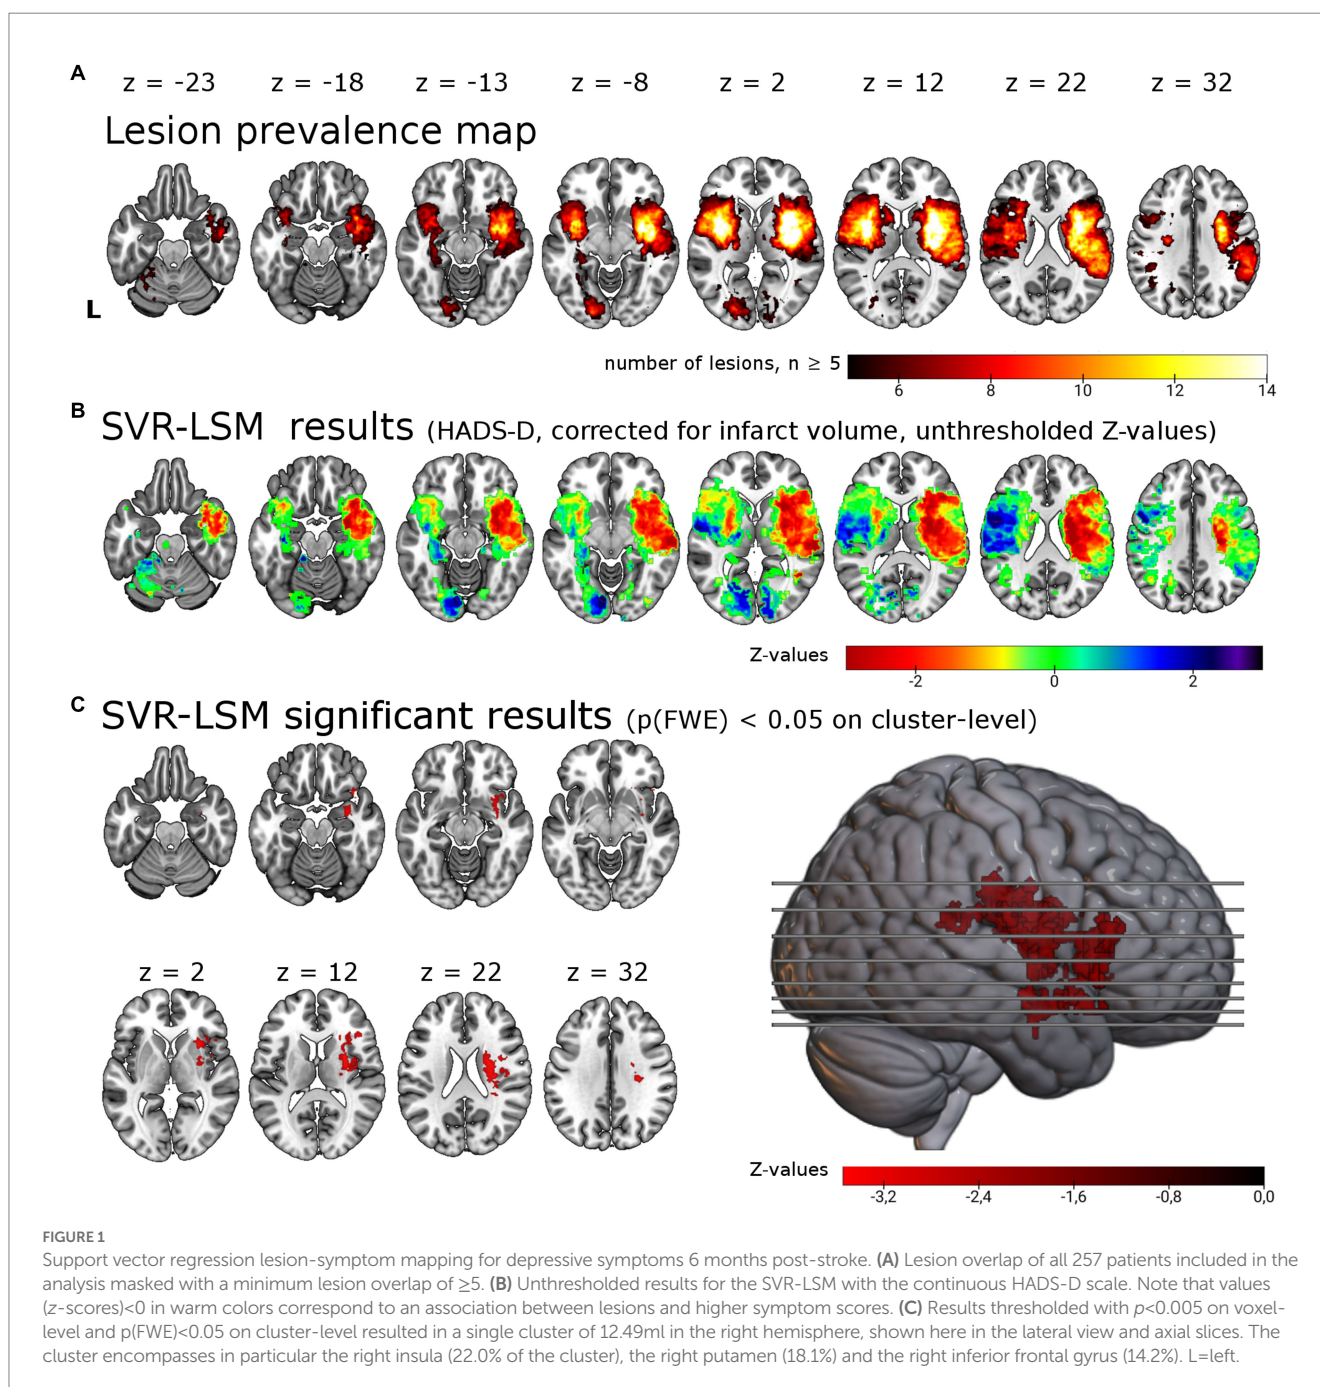 A
z = -23 z = -18 z = -13 z = -8 z = 2 z = 12 z = 22 z = 32
Lesion prevalence map
L
number of lesions, n ≥ 5
6 8 10 12 14
B
SVR-LSM results (HADS-D, corrected for infarct volume, unthresholded Z-values)
Z-values
-2 0 2
C
SVR-LSM significant results (p(FWE) < 0.05 on cluster-level)
z = 2 z = 12 z = 22 z = 32
Z-values
-3,2 -2,4 -1,6 -0,8 0,0
FIGURE 1
Support vector regression lesion-symptom mapping for depressive symptoms 6 months post-stroke. (A) Lesion overlap of all 257 patients included in the
analysis masked with a minimum lesion overlap of ≥5. (B) Unthresholded results for the SVR-LSM with the continuous HADS-D scale. Note that values
(z-scores)<0 in warm colors correspond to an association between lesions and higher symptom scores. (C) Results thresholded with p<0.005 on voxel-
level and p(FWE)<0.05 on cluster-level resulted in a single cluster of 12.49ml in the right hemisphere, shown here in the lateral view and axial slices. The
cluster encompasses in particular the right insula (22.0% of the cluster), the right putamen (18.1%) and the right inferior frontal gyrus (14.2%). L=left.